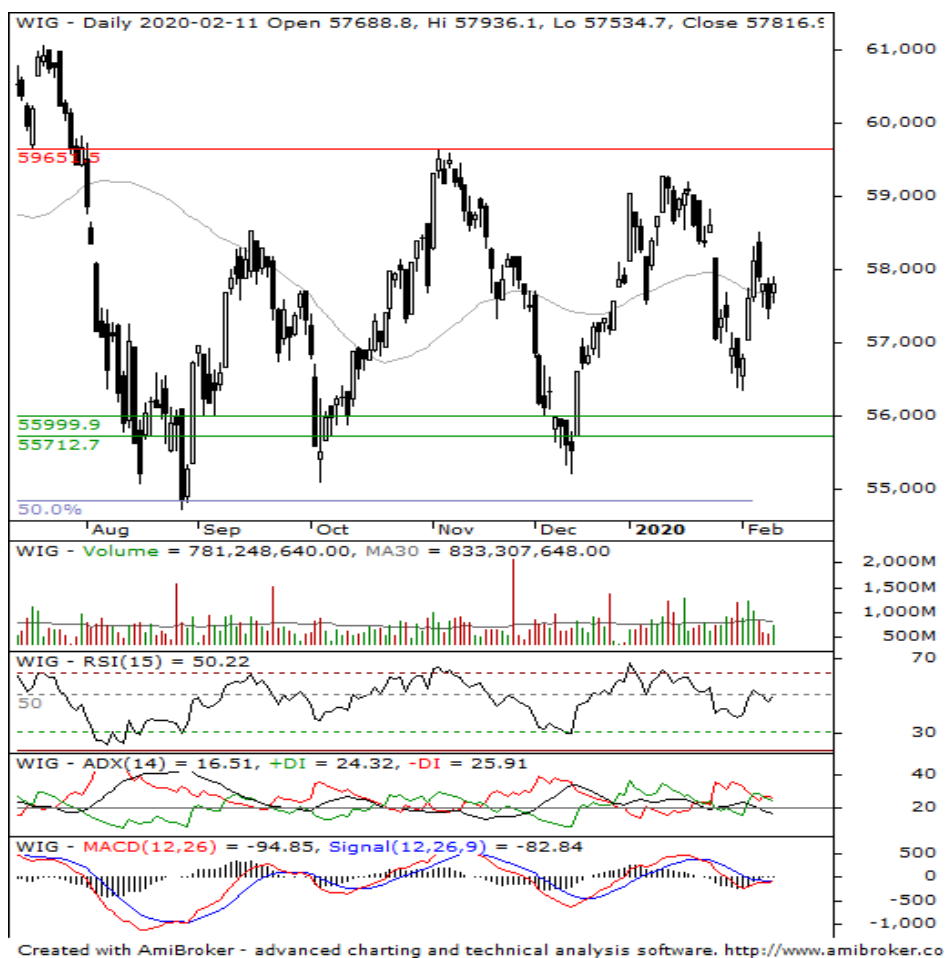 WIG - Daily 2020-02-11 Open 57688.8, Hi 57936.1, Lo 57534.7, Close 57816.9
61,000
60,000
59651.5
59,000
58,000
57,000
56,000
55999.9
55712.7
55,000
50.0%
Aug Sep Oct Nov Dec 2020 Feb
WIG - Volume = 781,248,640.00, MA30 = 833,307,648.00
2,000M
1,500M
1,000M
500M
WIG - RSI(15) = 50.22
70
50
30
WIG - ADX(14) = 16.51, +DI = 24.32, -DI = 25.91
40
20
WIG - MACD(12,26) = -94.85, Signal(12,26,9) = -82.84
500
0
-500
-1,000
Created with AmiBroker - advanced charting and technical analysis software. http://www.amibroker.co